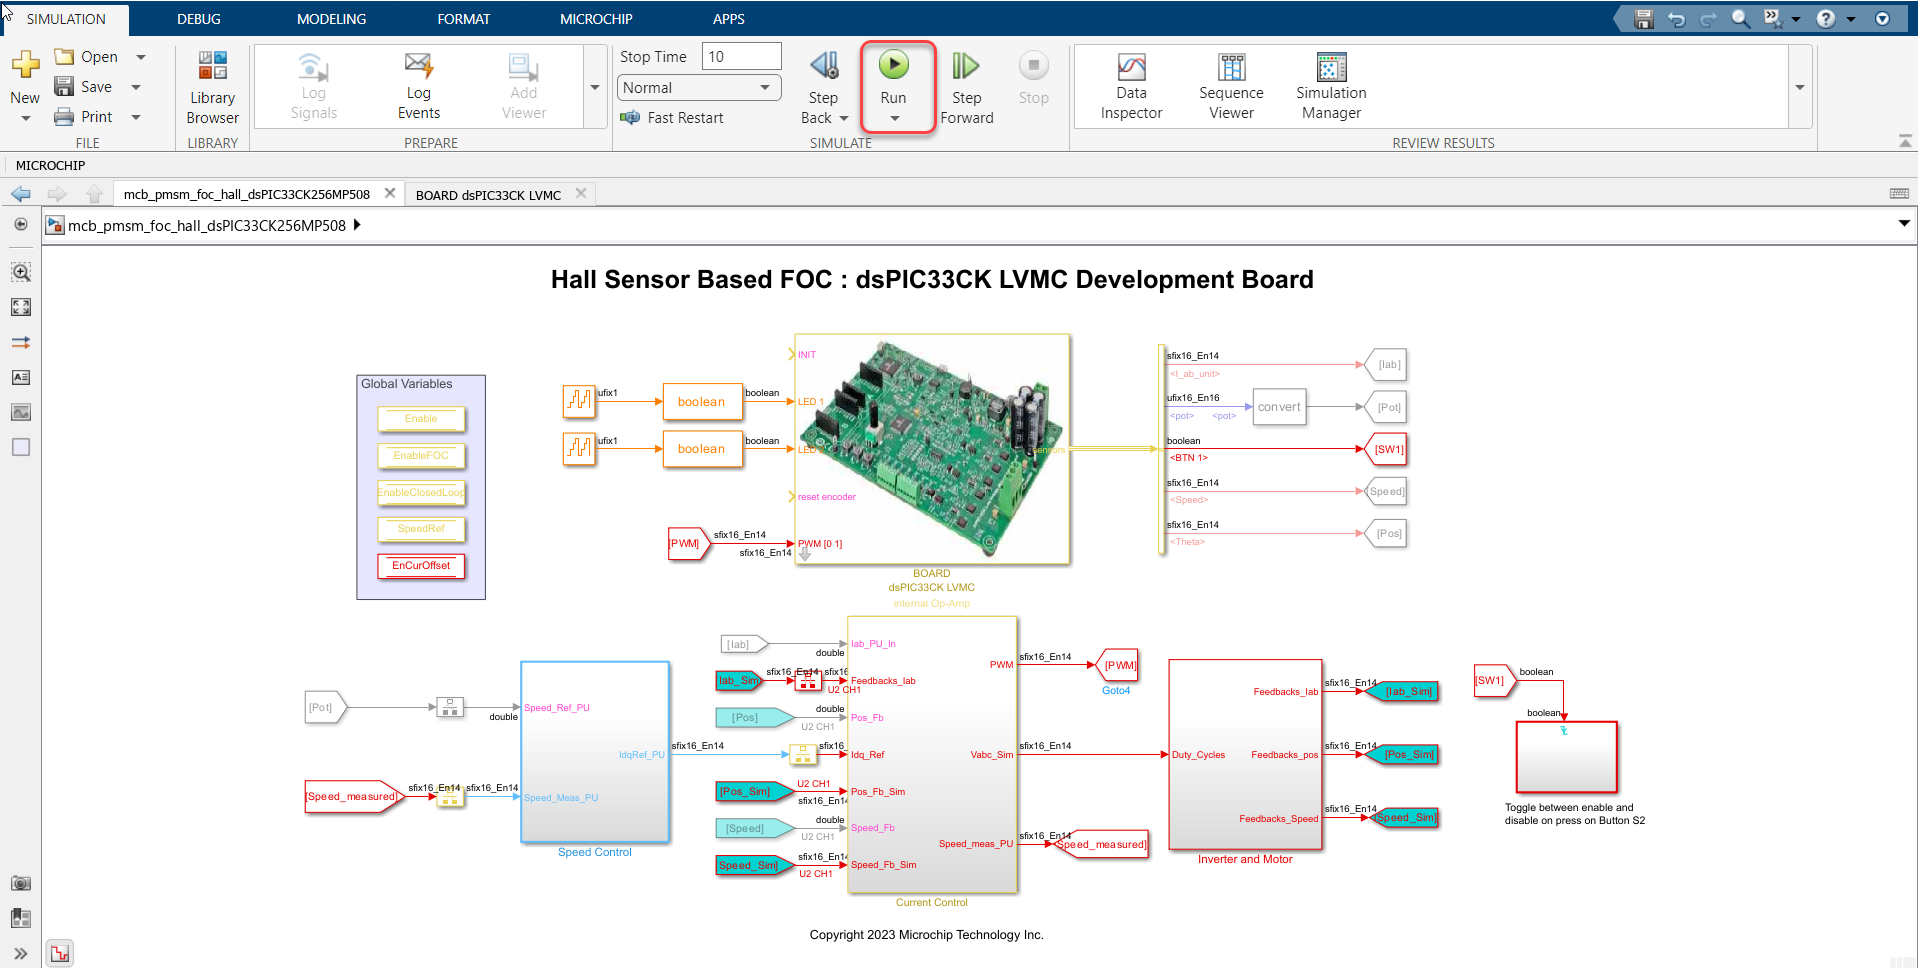 SIMULATION DEBUG MODELING FORMAT MICROCHIP APPS
New
Open
Save
Print
FILE
Library Browser
LIBRARY
Log Signals
Log Events
Add Viewer
PREPARE
Stop Time 10
Normal
Fast Restart
Step Back
Run
Step Forward
Stop
SIMULATE
Data Inspector
Sequence Viewer
Simulation Manager
REVIEW RESULTS
MICROCHIP
mcb_pmsm_foc_hall_dsPIC33CK256MP508
BOARD dsPIC33CK LVMC
mcb_pmsm_foc_hall_dsPIC33CK256MP508
Hall Sensor Based FOC : dsPIC33CK LVMC Development Board
Global Variables
Enable
EnableFOC
EnableClosedLoop
SpeedRef
EnCurOffset
ufix1
boolean
boolean
ufix1
boolean
boolean
INIT
LED 1
LED
reset encoder
[PWM]
sfix16_En14
sfix16_En14
PWM [0 1]
sensors
BOARD
dsPIC33CK LVMC
internal Op-Amp
sfix16_En14
<I_ab_unit>
[Iab]
ufix16_En16
<pot>
<pot>
convert
[Pot]
boolean
<BTN 1>
[SW1]
sfix16_En14
<Speed>
[Speed]
sfix16_En14
<Theta>
[Pos]
[Pot]
double
Speed_Ref_PU
IdqRef_PU
sfix16_En14
[Speed_measured]
sfix16_En14
sfix16_En14
Speed_Meas_PU
Speed Control
[Iab]
double
Iab_PU_In
[Iab_Sim]
sfix16_En14
sfix16
U2 CH1
Feedbacks_Iab
[Pos]
double
U2 CH1
Pos_Fb
sfix16_
Idq_Ref
[Pos_Sim]
U2 CH1
sfix16_En14
Pos_Fb_Sim
[Speed]
double
U2 CH1
Speed_Fb
[Speed_Sim]
sfix16_En14
U2 CH1
Speed_Fb_Sim
PWM
sfix16_En14
[PWM]
Goto4
Vabc_Sim
sfix16_En14
Speed_meas_PU
sfix16_En14
[Speed_measured]
Current Control
Duty_Cycles
Feedbacks_Iab
sfix16_En14
[Iab_Sim]
Feedbacks_pos
sfix16_En14
[Pos_Sim]
Feedbacks_Speed
sfix16_En14
[Speed_Sim]
Inverter and Motor
[SW1]
boolean
boolean
Toggle between enable and
disable on press on Button S2
Copyright 2023 Microchip Technology Inc.